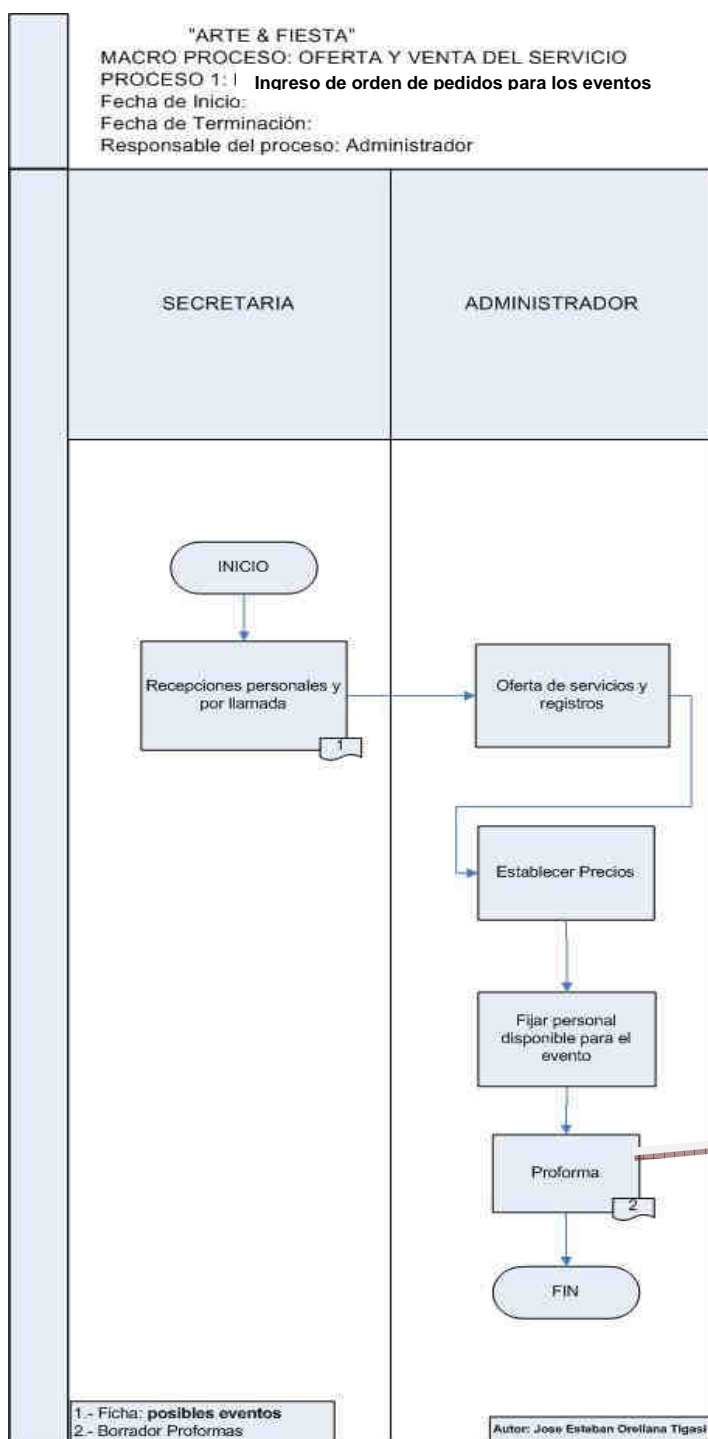 "ARTE & FIESTA"
MACRO PROCESO: OFERTA Y VENTA DEL SERVICIO
PROCESO 1: Ingreso de orden de pedidos para los eventos
Fecha de Inicio:
Fecha de Terminación:
Responsable del proceso: Administrador
SECRETARIA
ADMINISTRADOR
INICIO
Recepciones personales y
por llamada
1
Oferta de servicios y
registros
Establecer Precios
Fijar personal
disponible para el
evento
Proforma
2
FIN
1.- Ficha: posibles eventos
2.- Borrador Proformas
Autor: Jose Esteban Orellana